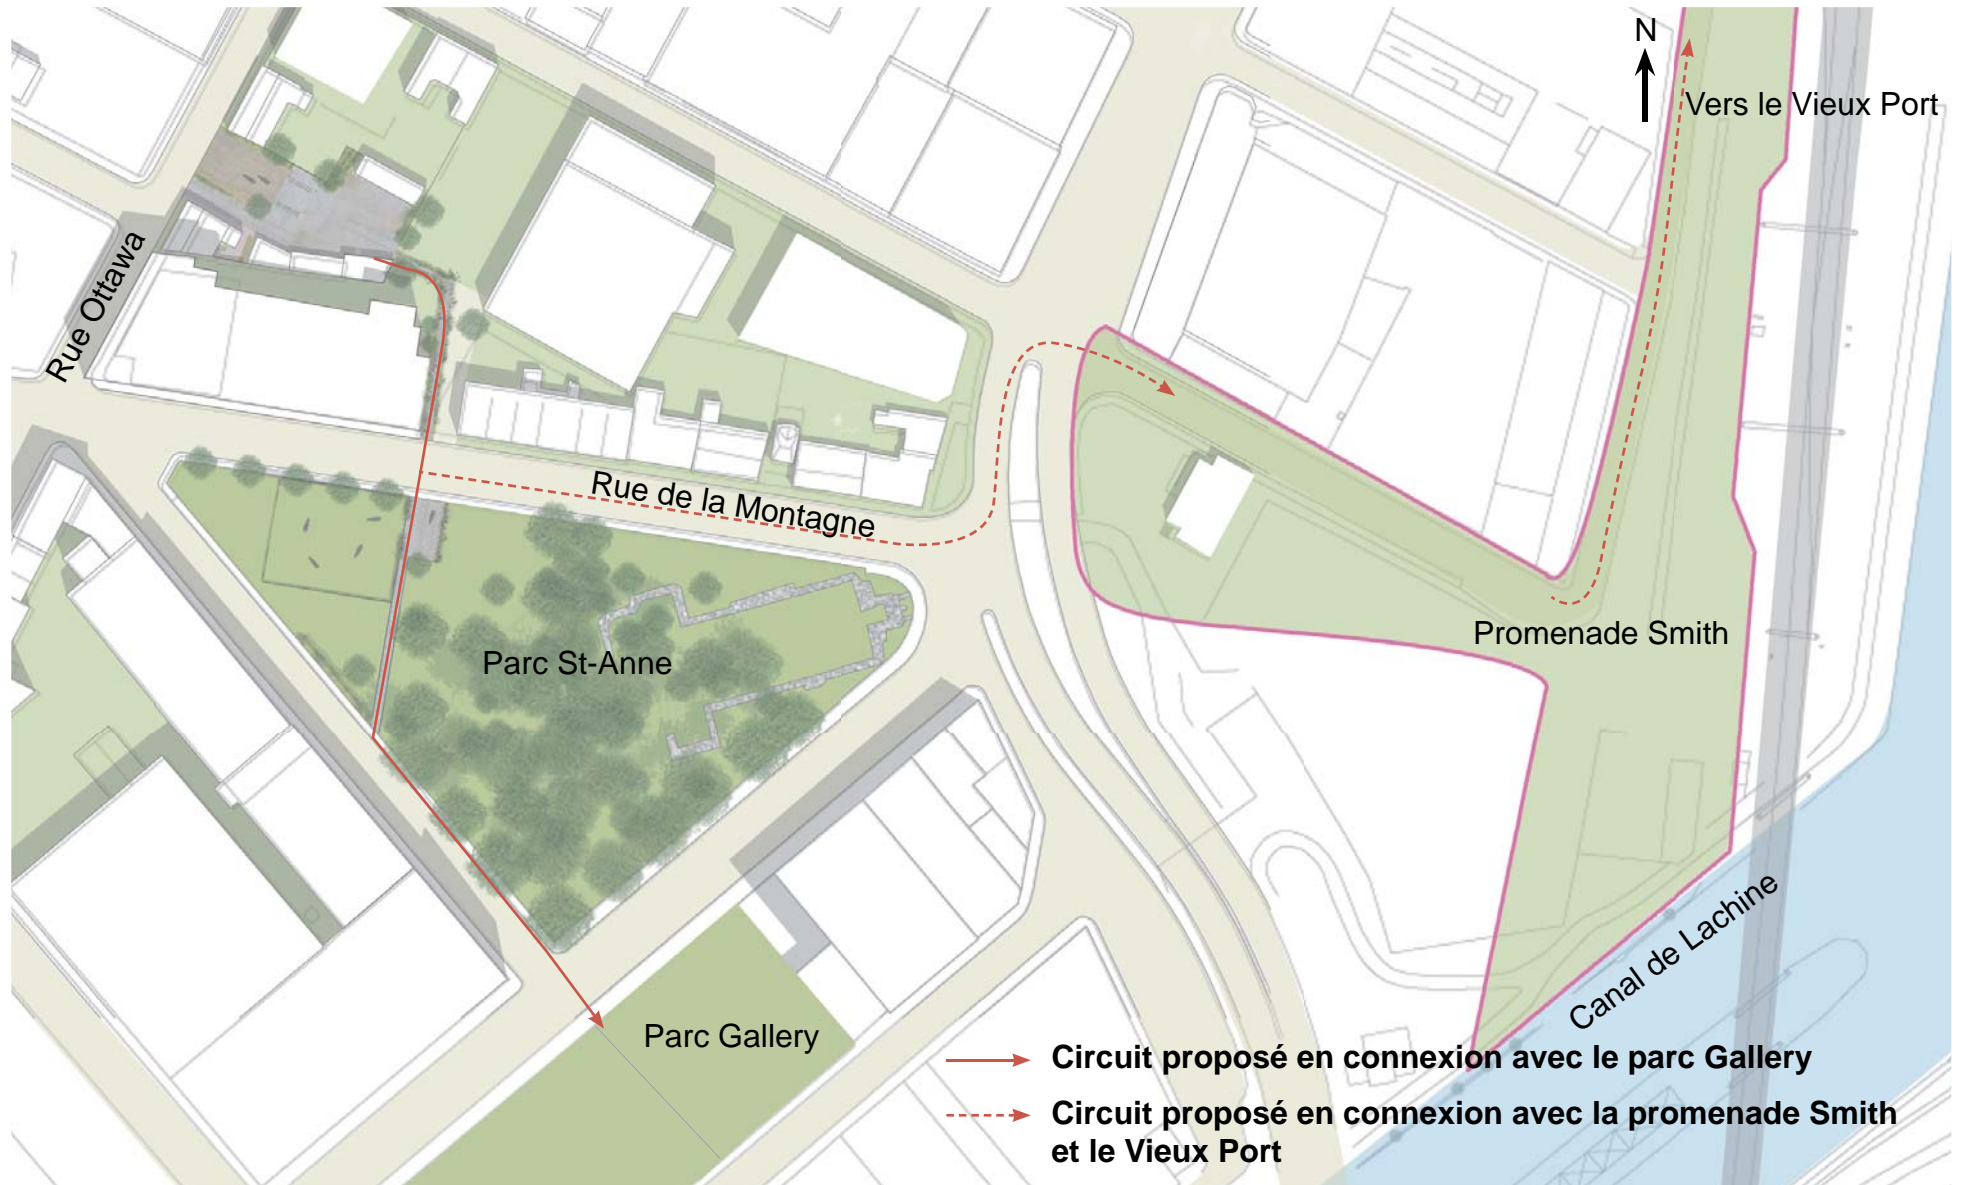 N
Vers le Vieux Port
Rue Ottawa
Rue de la Montagne
Promenade Smith
Parc St-Anne
Canal de Lachine
Parc Gallery
Circuit proposé en connexion avec le parc Gallery
Circuit proposé en connexion avec la promenade Smith
et le Vieux Port